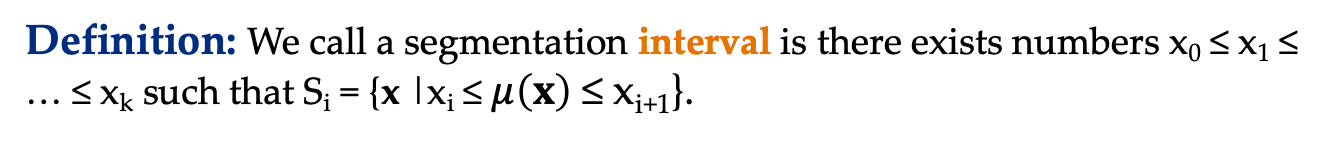 Definition: We call a segmentation interval is there exists numbers x₀ ≤ x₁ ≤
… ≤ xₖ such that Sᵢ = {x |xᵢ ≤ μ(x) ≤ xᵢ₊₁}.